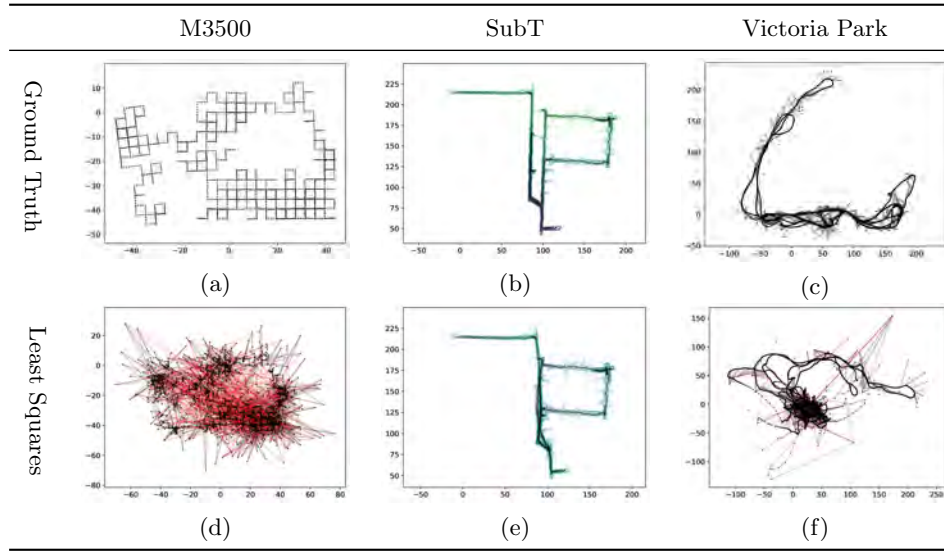 M3500 SubT Victoria Park
Ground Truth
10
0
−10
−20
−30
−40
−50
−40 −20 0 20 40
(a)
225
200
175
150
125
100
75
50
0 50 100 150 200
(b)
200
150
100
50
0
−50
−100 −50 0 50 100 150 200
(c)
Least Squares
20
0
−20
−40
−60
−80
−60 −40 −20 0 20 40 60 80
(d)
225
200
175
150
125
100
75
50
0 50 100 150 200
(e)
150
100
50
0
−50
−100
−100 −50 0 50 100 150 200 250
(f)